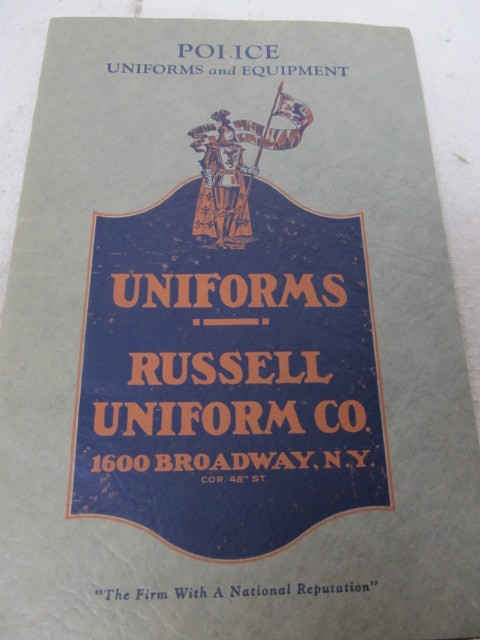 POLICE
UNIFORMS and EQUIPMENT
UNIFORMS
RUSSELL
UNIFORM CO.
1600 BROADWAY, N.Y.
COR. 48TH ST.
"The Firm With A National Reputation"